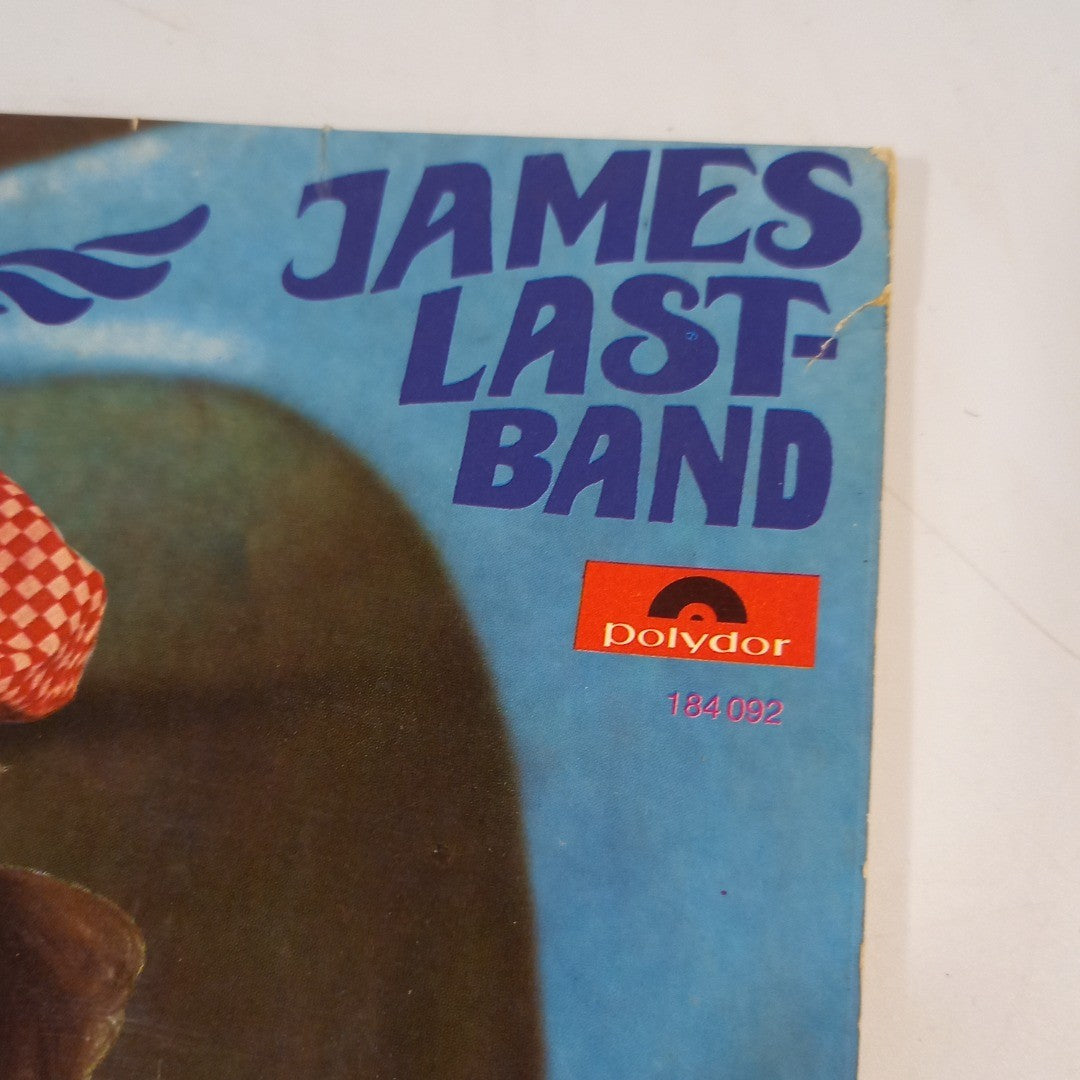 JAMES
LAST-
BAND
polydor
184 092